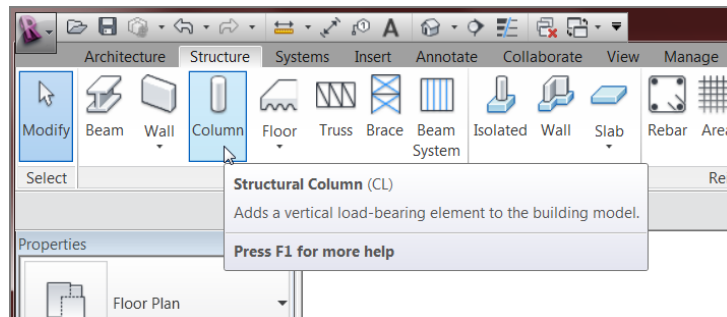 Architecture Structure Systems Insert Annotate Collaborate View Manage
Modify Beam Wall Column Floor Truss Brace Beam System Isolated Wall Slab Rebar Area
Select Re
Structural Column (CL)
Adds a vertical load-bearing element to the building model.
Press F1 for more help
Properties
Floor Plan